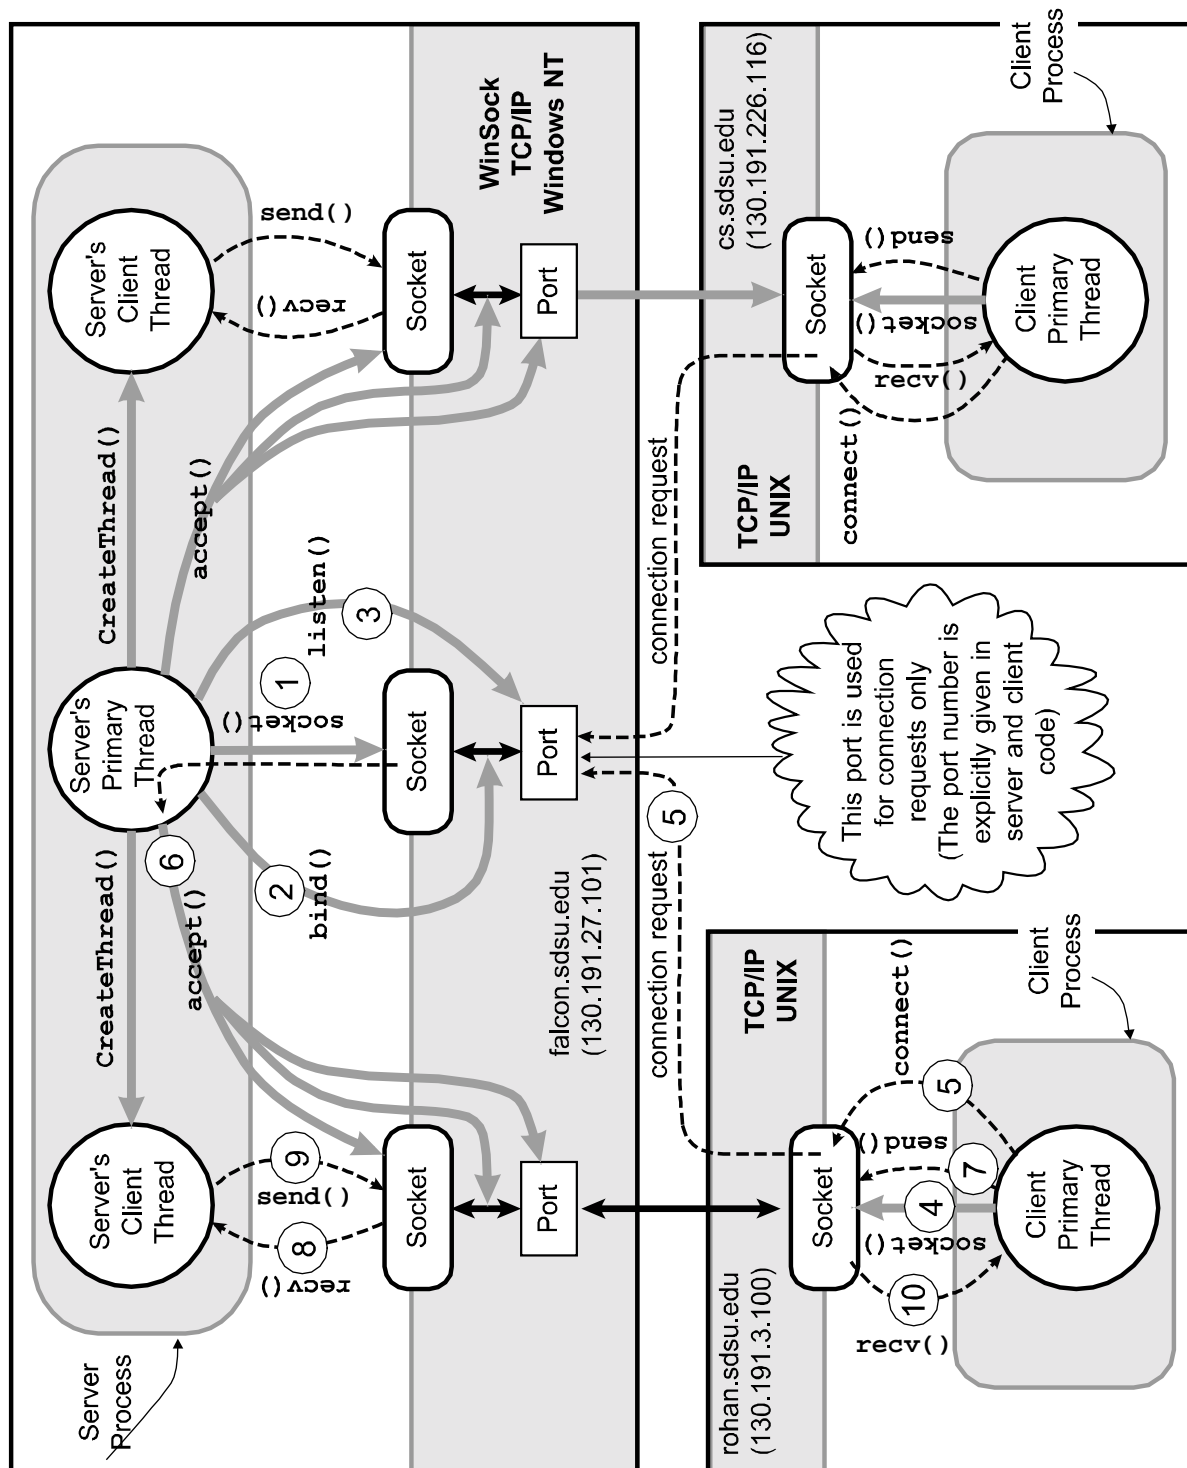 Server
Process
Server's
Client
Thread
CreateThread()
Server's
Primary
Thread
CreateThread()
Server's
Client
Thread
8
recv()
9
send()
6
accept()
2
bind()
1
socket()
3
listen()
accept()
recv()
send()
Socket
Socket
Socket
Port
Port
Port
falcon.sdsu.edu
(130.191.27.101)
WinSock
TCP/IP
Windows NT
connection request
5
connection request
rohan.sdsu.edu
(130.191.3.100)
TCP/IP
UNIX
Socket
10
recv()
4
socket()
7
send()
5
connect()
Client
Primary
Thread
Client
Process
This port is used
for connection
requests only
(The port number is
explicitly given in
server and client
code)
TCP/IP
UNIX
cs.sdsu.edu
(130.191.226.116)
Socket
connect()
recv()
socket()
send()
Client
Primary
Thread
Client
Process